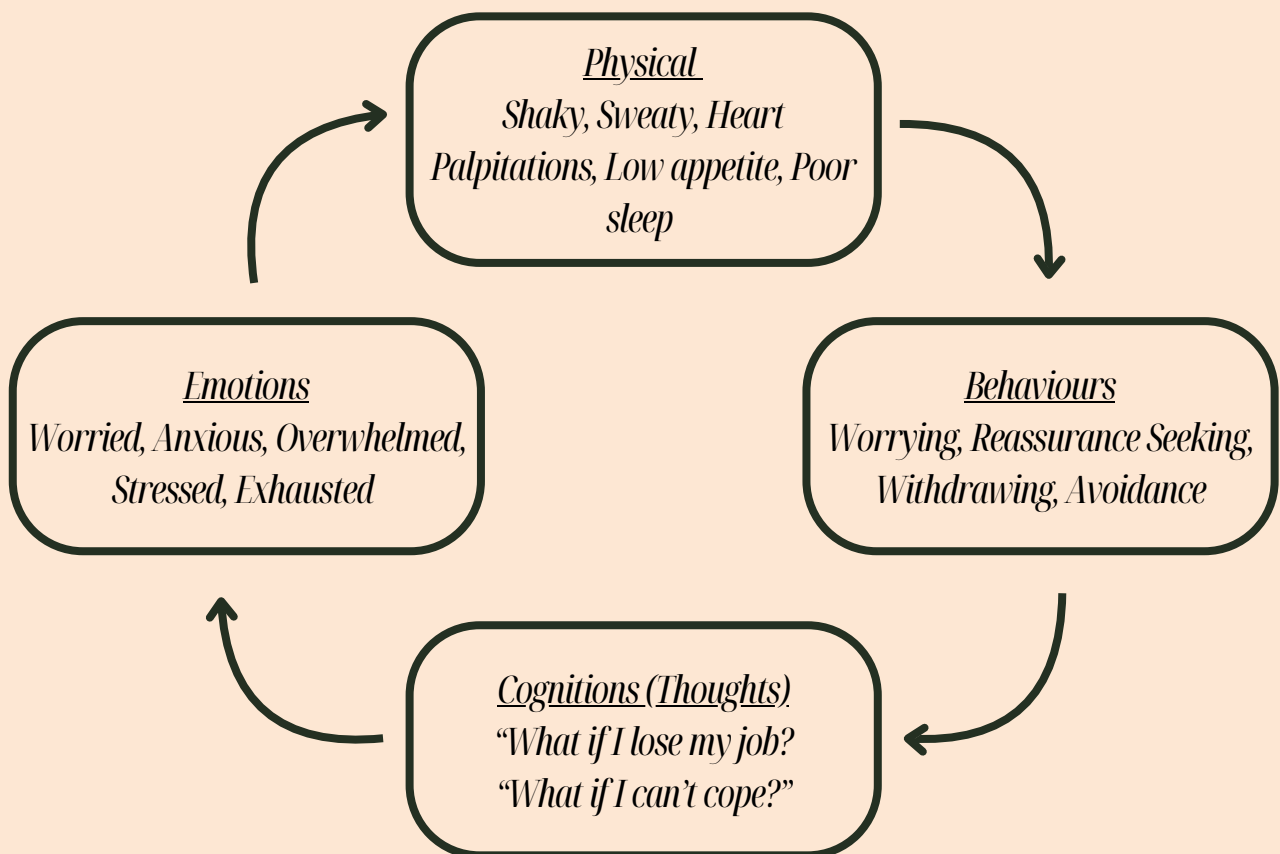 Physical
Shaky, Sweaty, Heart
Palpitations, Low appetite, Poor
sleep
Emotions
Worried, Anxious, Overwhelmed,
Stressed, Exhausted
Behaviours
Worrying, Reassurance Seeking,
Withdrawing, Avoidance
Cognitions (Thoughts)
“What if I lose my job?
“What if I can’t cope?”